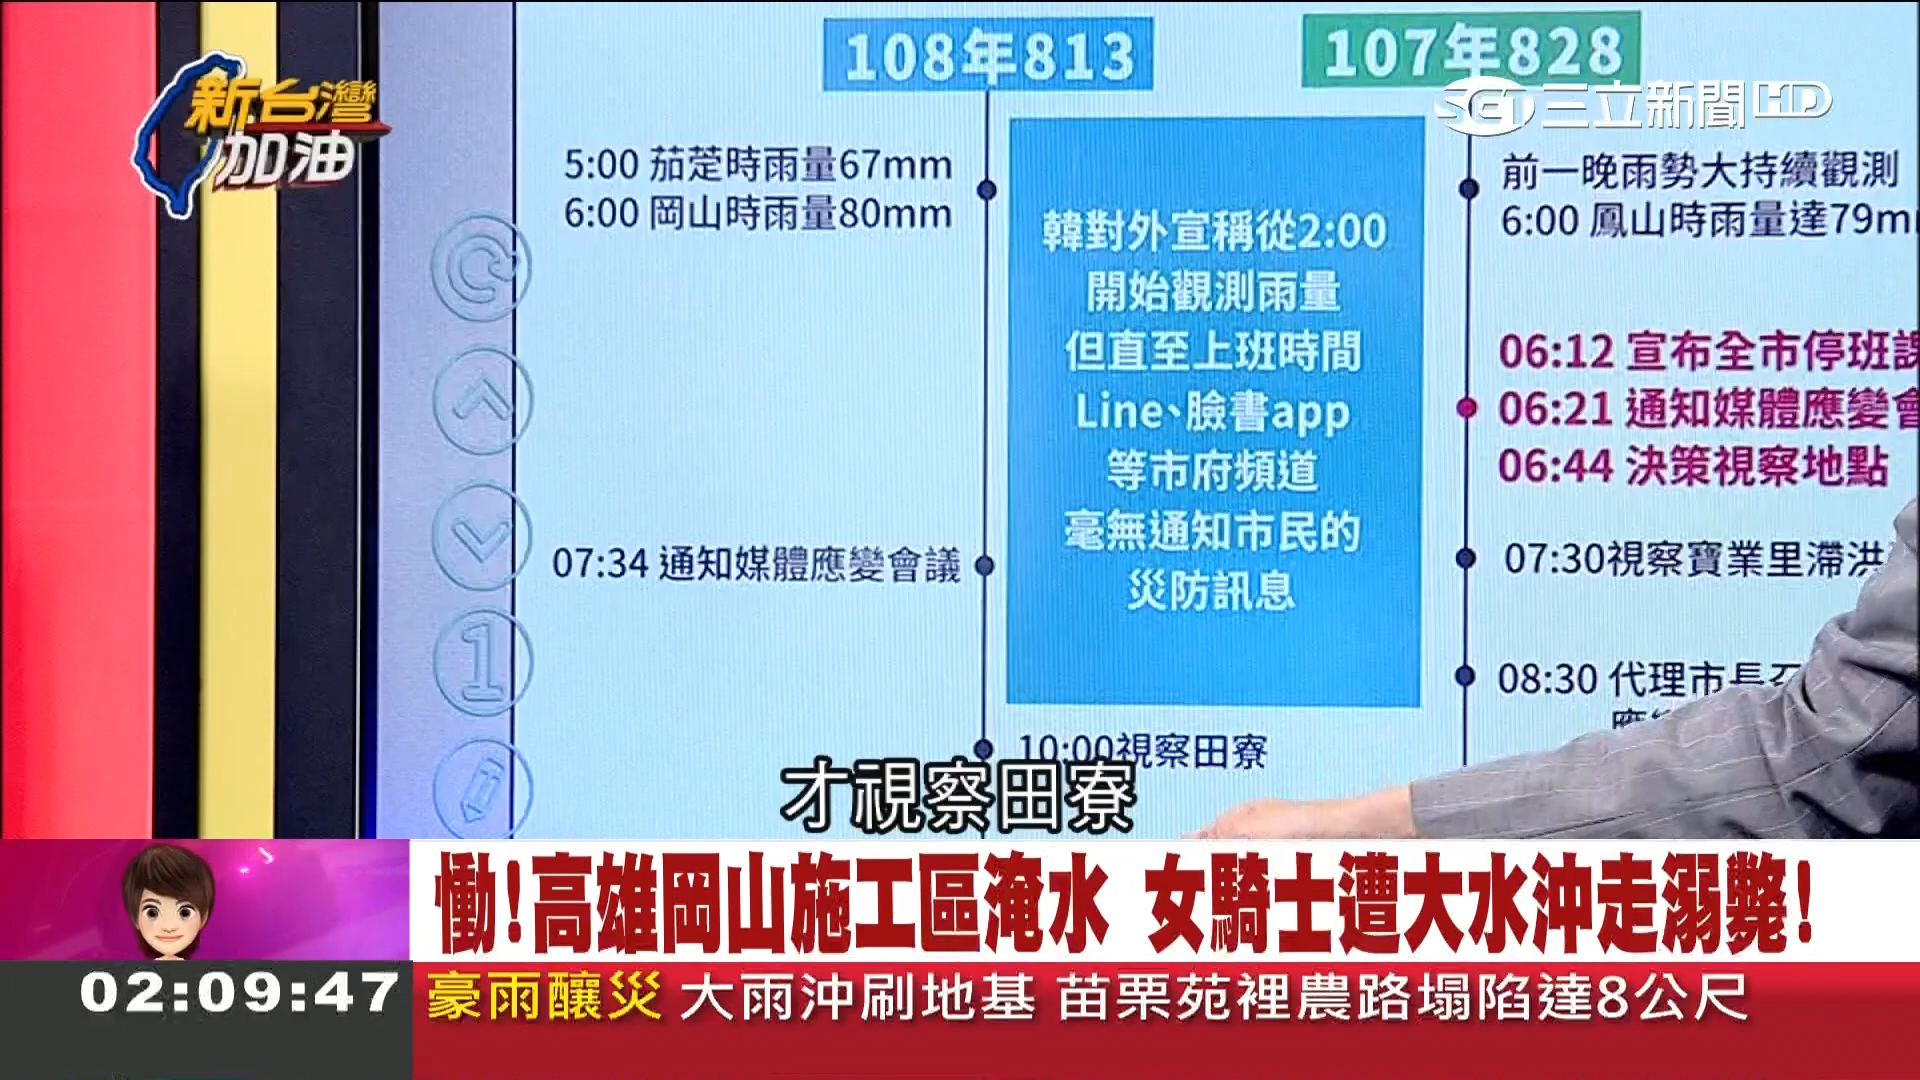 新台灣
加油
108年813
107年828
SET三立新聞HD
5:00 茄萣時雨量67mm
6:00 岡山時雨量80mm
07:34 通知媒體應變會議
10:00視察田寮
韓對外宣稱從2:00
開始觀測雨量
但直至上班時間
Line、臉書app
等市府頻道
毫無通知市民的
災防訊息
前一晚雨勢大持續觀測
6:00 鳳山時雨量達79m
06:12 宣布全市停班課
06:21 通知媒體應變會
06:44 決策視察地點
07:30視察寶業里滯洪
08:30 代理市長召
應
1
才視察田寮
慟!高雄岡山施工區淹水 女騎士遭大水沖走溺斃!
02:09:47
豪雨釀災 大雨沖刷地基 苗栗苑裡農路塌陷達8公尺